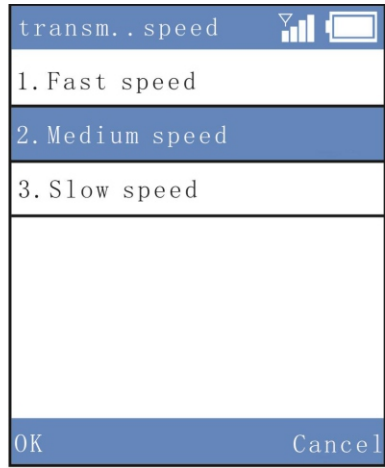 transm..speed
1.Fast speed
2.Medium speed
3.Slow speed
OK Cancel